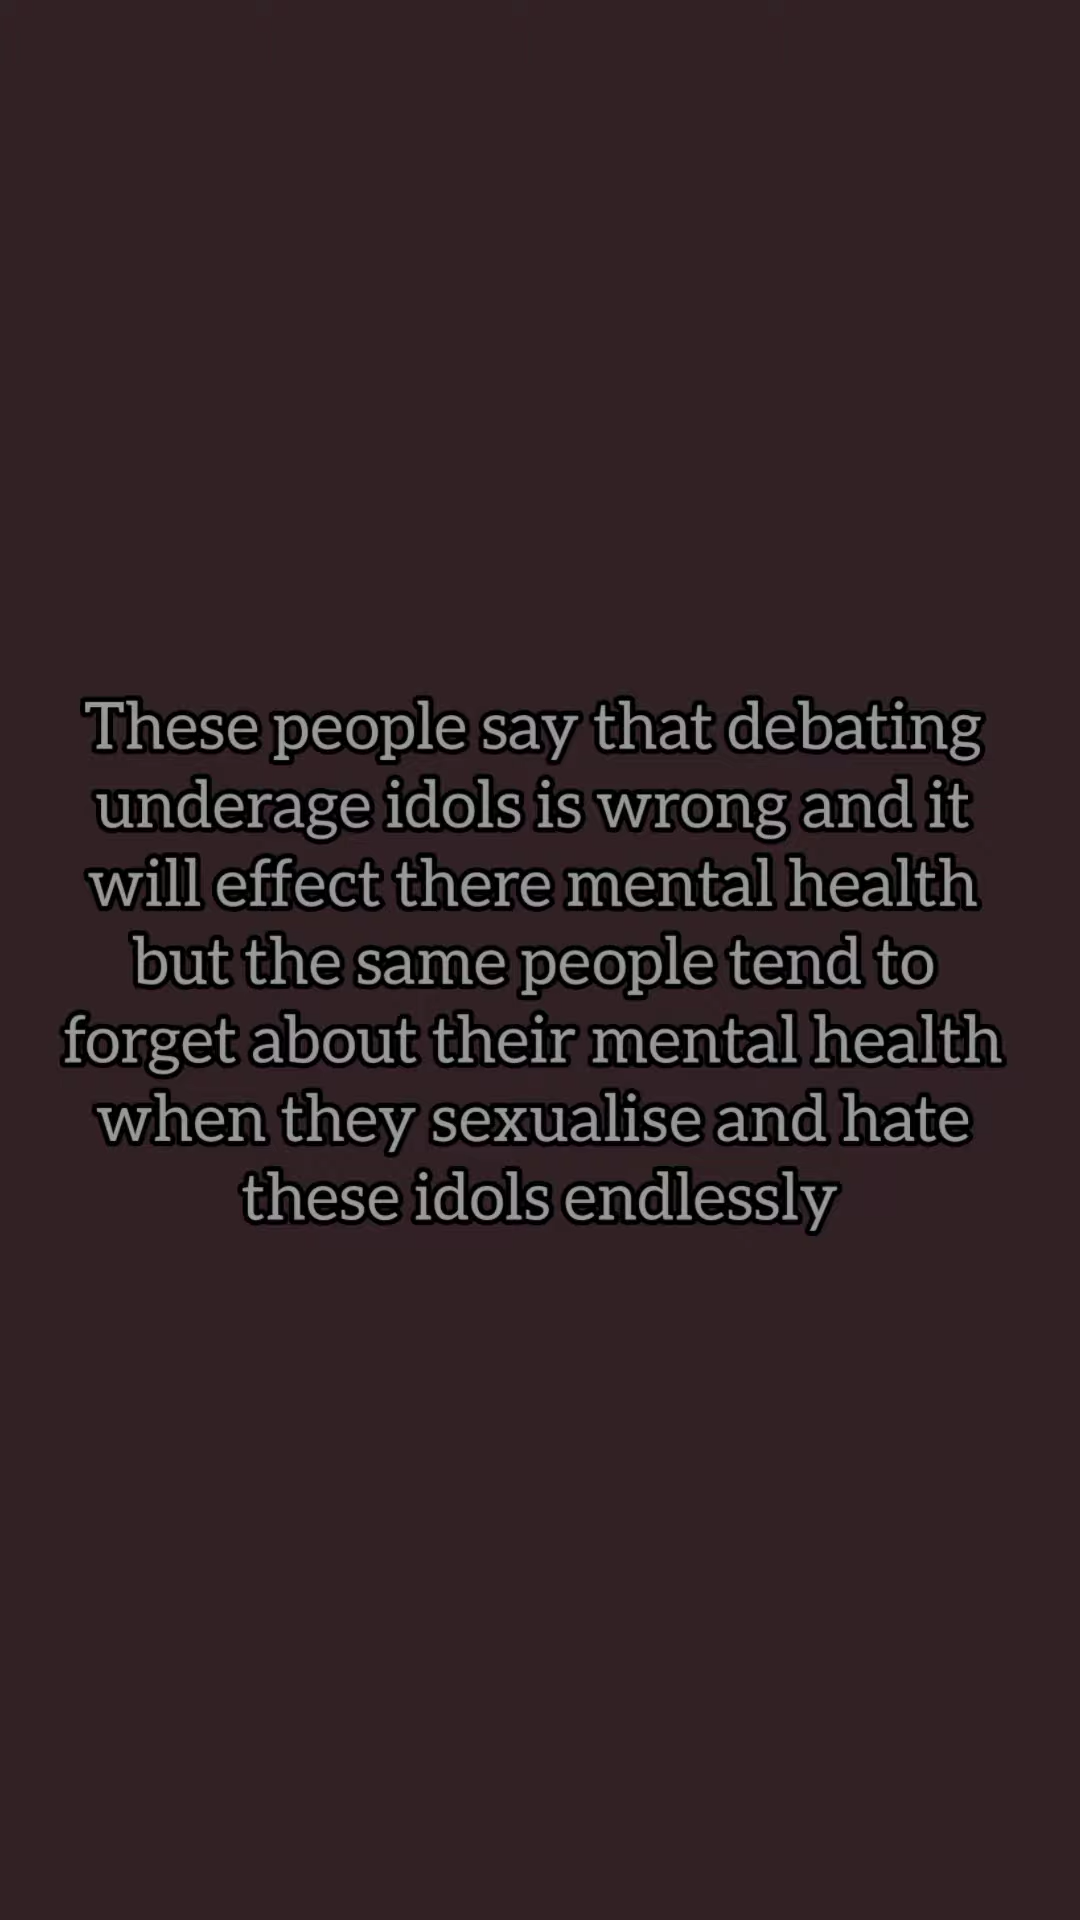 These people say that debating
underage idols is wrong and it
will effect there mental health
but the same people tend to
forget about their mental health
when they sexualise and hate
these idols endlessly